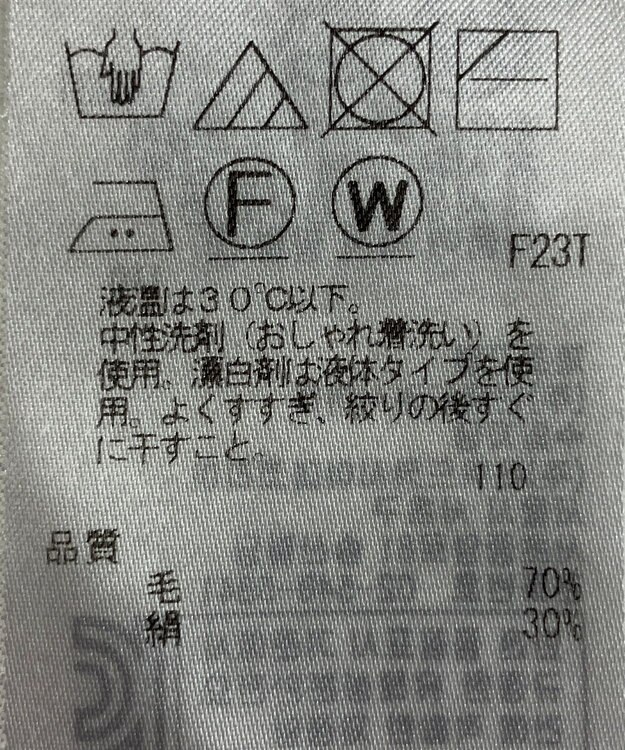 F W
F23T
液温は30℃以下。
中性洗剤(おしゃれ着洗い)を
使用。漂白剤は液体タイプを使
用。よくすすぎ、絞りの後すぐ
に干すこと。
110
品質
毛 70%
絹 30%